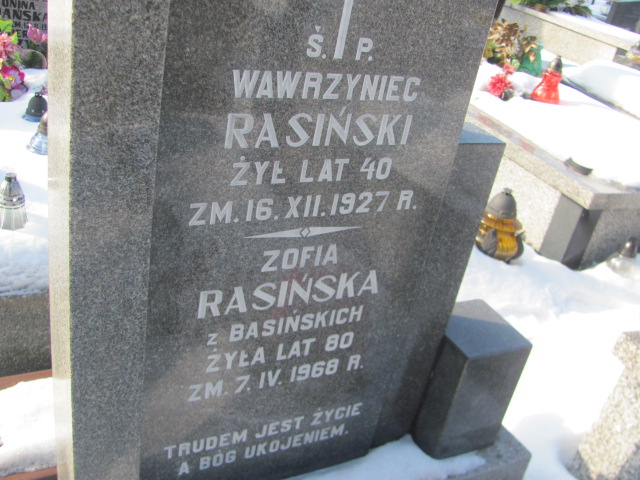 Ś. P.
WAWRZYNIEC
RASIŃSKI
ŻYŁ LAT 40
ZM. 16. XII. 1927 R.
ZOFIA
RASIŃSKA
z BASIŃSKICH
ŻYŁA LAT 80
ZM. 7. IV. 1968 R.
TRUDEM JEST ŻYCIE
A BÓG UKOJENIEM.